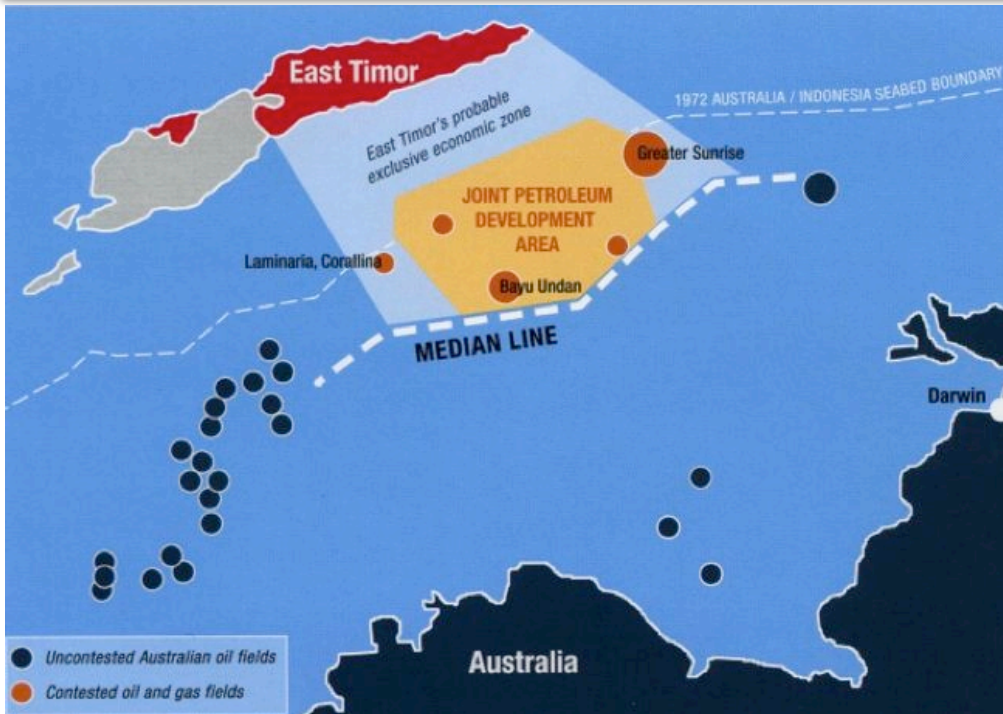 East Timor
1972 AUSTRALIA / INDONESIA SEABED BOUNDARY
East Timor's probable
exclusive economic zone
Greater Sunrise
JOINT PETROLEUM
DEVELOPMENT
AREA
Laminaria, Corallina
Bayu Undan
MEDIAN LINE
Darwin
Australia
Uncontested Australian oil fields
Contested oil and gas fields